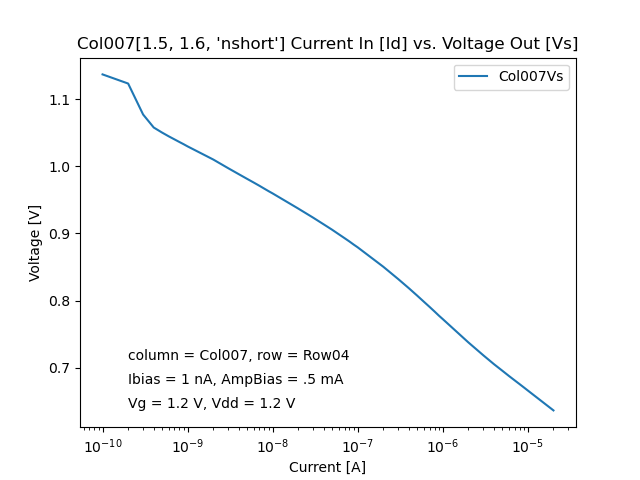 Col007[1.5, 1.6, 'nshort'] Current In [Id] vs. Voltage Out [Vs]
Col007Vs
1.1
1.0
0.9
0.8
0.7
Voltage [V]
column = Col007, row = Row04
Ibias = 1 nA, AmpBias = .5 mA
Vg = 1.2 V, Vdd = 1.2 V
10⁻¹⁰ 10⁻⁹ 10⁻⁸ 10⁻⁷ 10⁻⁶ 10⁻⁵
Current [A]